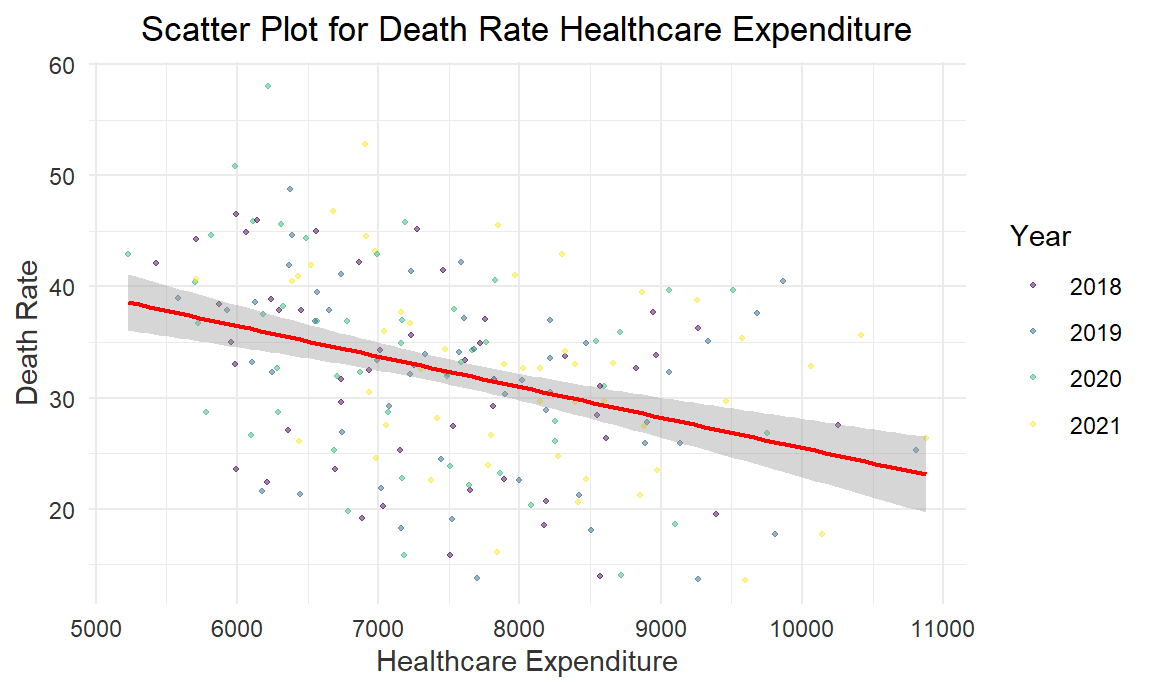 Scatter Plot for Death Rate Healthcare Expenditure
60
50
40
30
20
Death Rate
5000 6000 7000 8000 9000 10000 11000
Healthcare Expenditure
Year
2018
2019
2020
2021